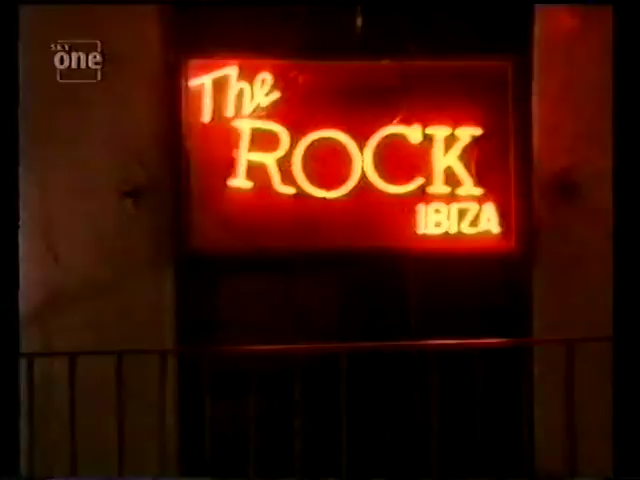 SKY
one
The
ROCK
IBIZA